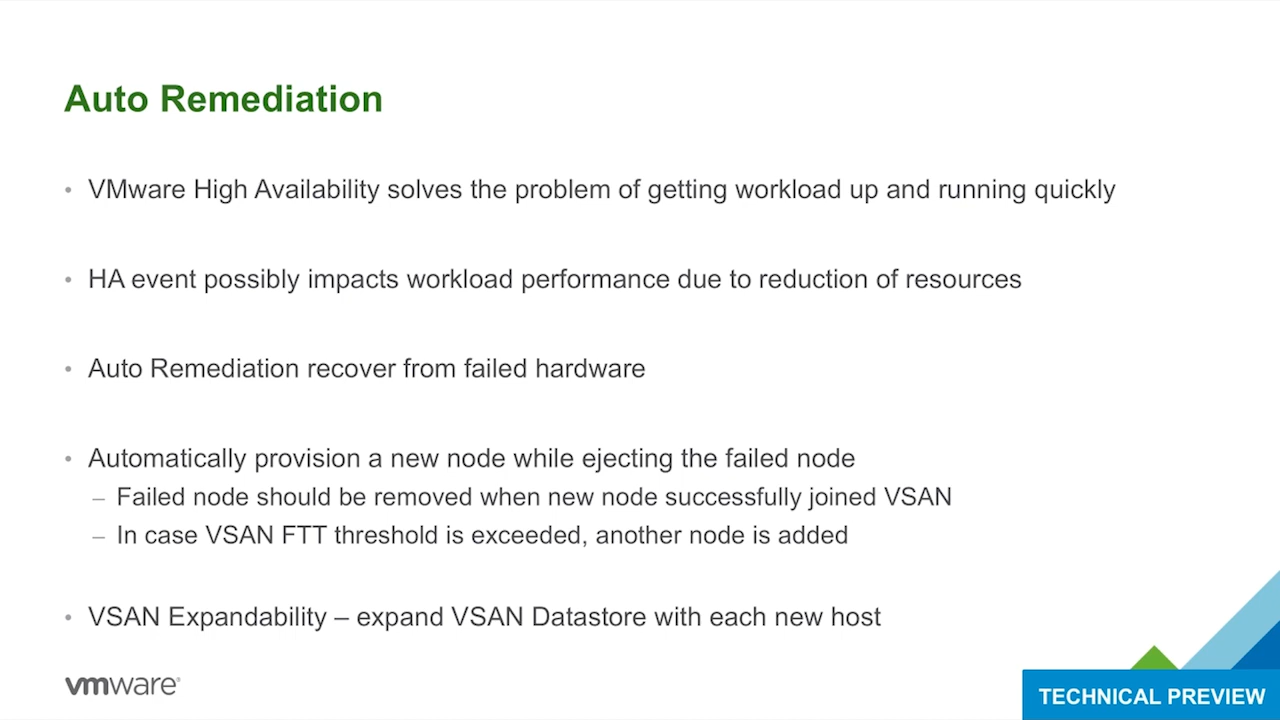 Auto Remediation
• VMware High Availability solves the problem of getting workload up and running quickly
• HA event possibly impacts workload performance due to reduction of resources
• Auto Remediation recover from failed hardware
• Automatically provision a new node while ejecting the failed node
– Failed node should be removed when new node successfully joined VSAN
– In case VSAN FTT threshold is exceeded, another node is added
• VSAN Expandability – expand VSAN Datastore with each new host
vmware®
TECHNICAL PREVIEW